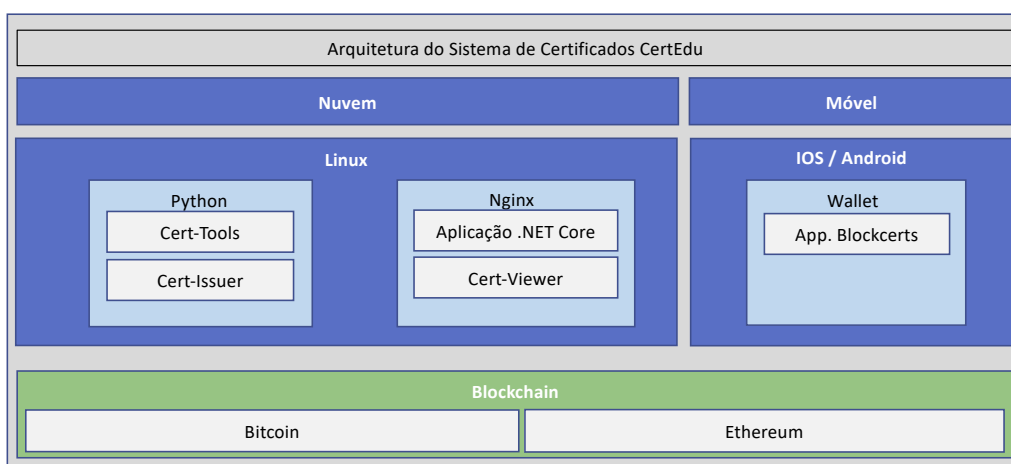 Arquitetura do Sistema de Certificados CertEdu
Nuvem
Móvel
Linux
IOS / Android
Python
Nginx
Wallet
Cert-Tools
Aplicação .NET Core
App. Blockcerts
Cert-Issuer
Cert-Viewer
Blockchain
Bitcoin
Ethereum